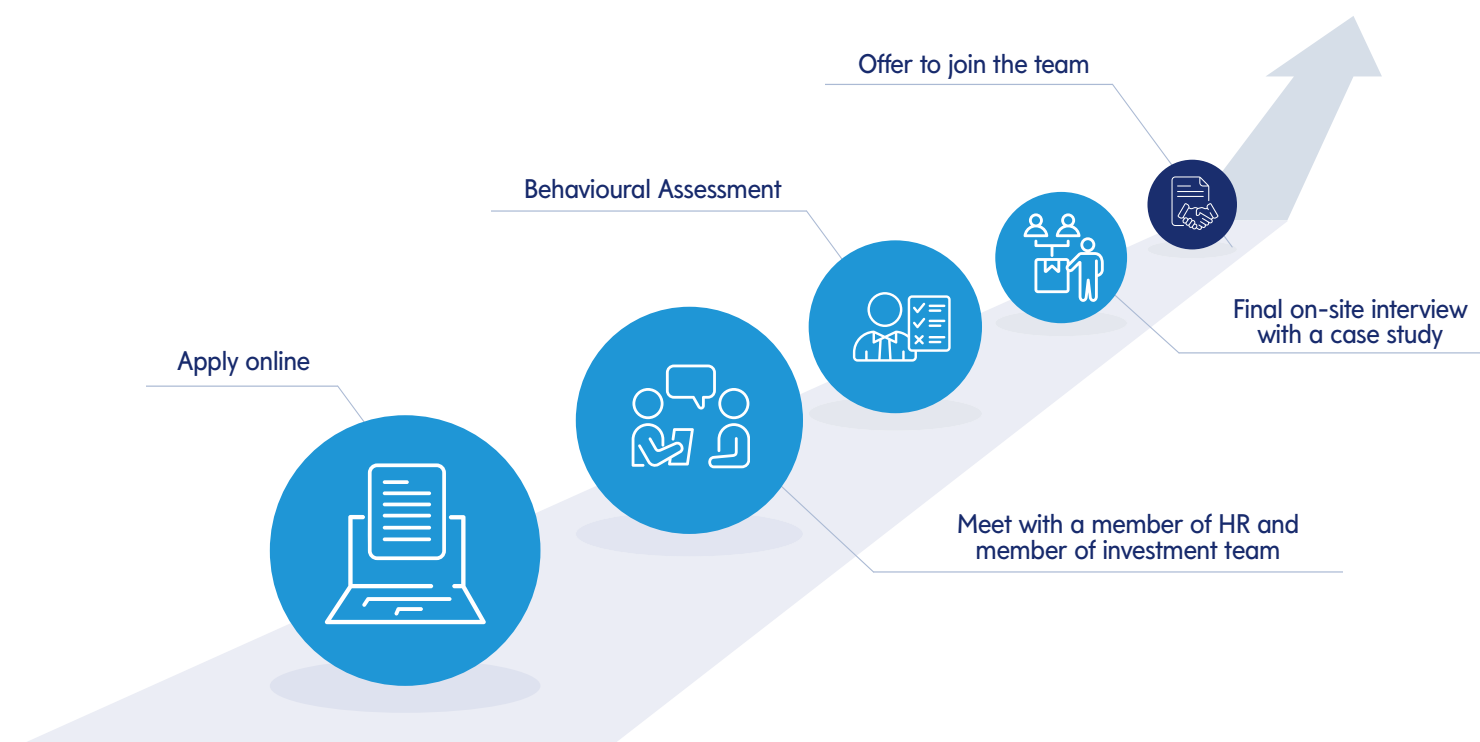 Offer to join the team
Behavioural Assessment
Final on-site interview
with a case study
Apply online
Meet with a member of HR and
member of investment team